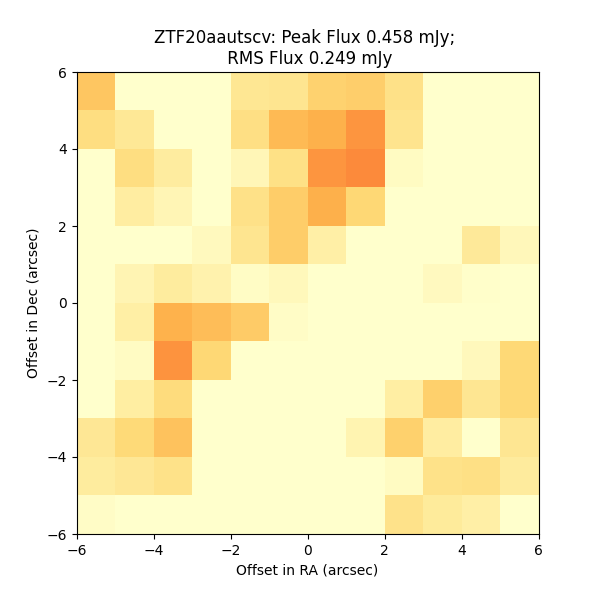 ZTF20aautscv: Peak Flux 0.458 mJy;
RMS Flux 0.249 mJy
6
4
2
0
−2
−4
−6
Offset in Dec (arcsec)
−6 −4 −2 0 2 4 6
Offset in RA (arcsec)